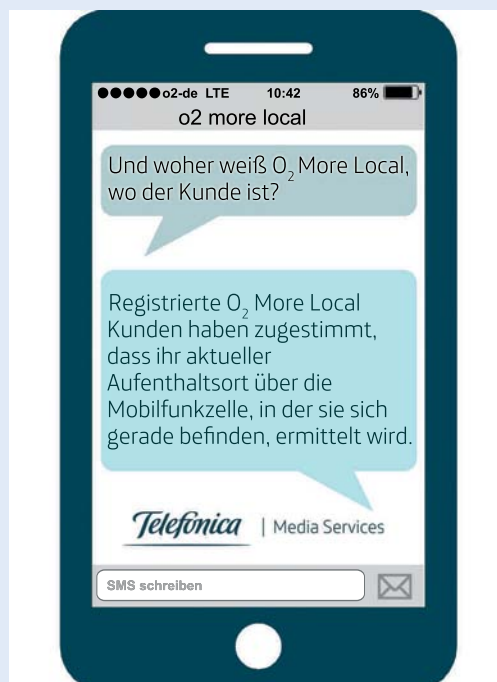 o2-de LTE 10:42 86%
o2 more local
Und woher weiß O₂ More Local,
wo der Kunde ist?
Registrierte O₂ More Local
Kunden haben zugestimmt,
dass ihr aktueller
Aufenthaltsort über die
Mobilfunkzelle, in der sie sich
gerade befinden, ermittelt wird.
Telefónica | Media Services
SMS schreiben